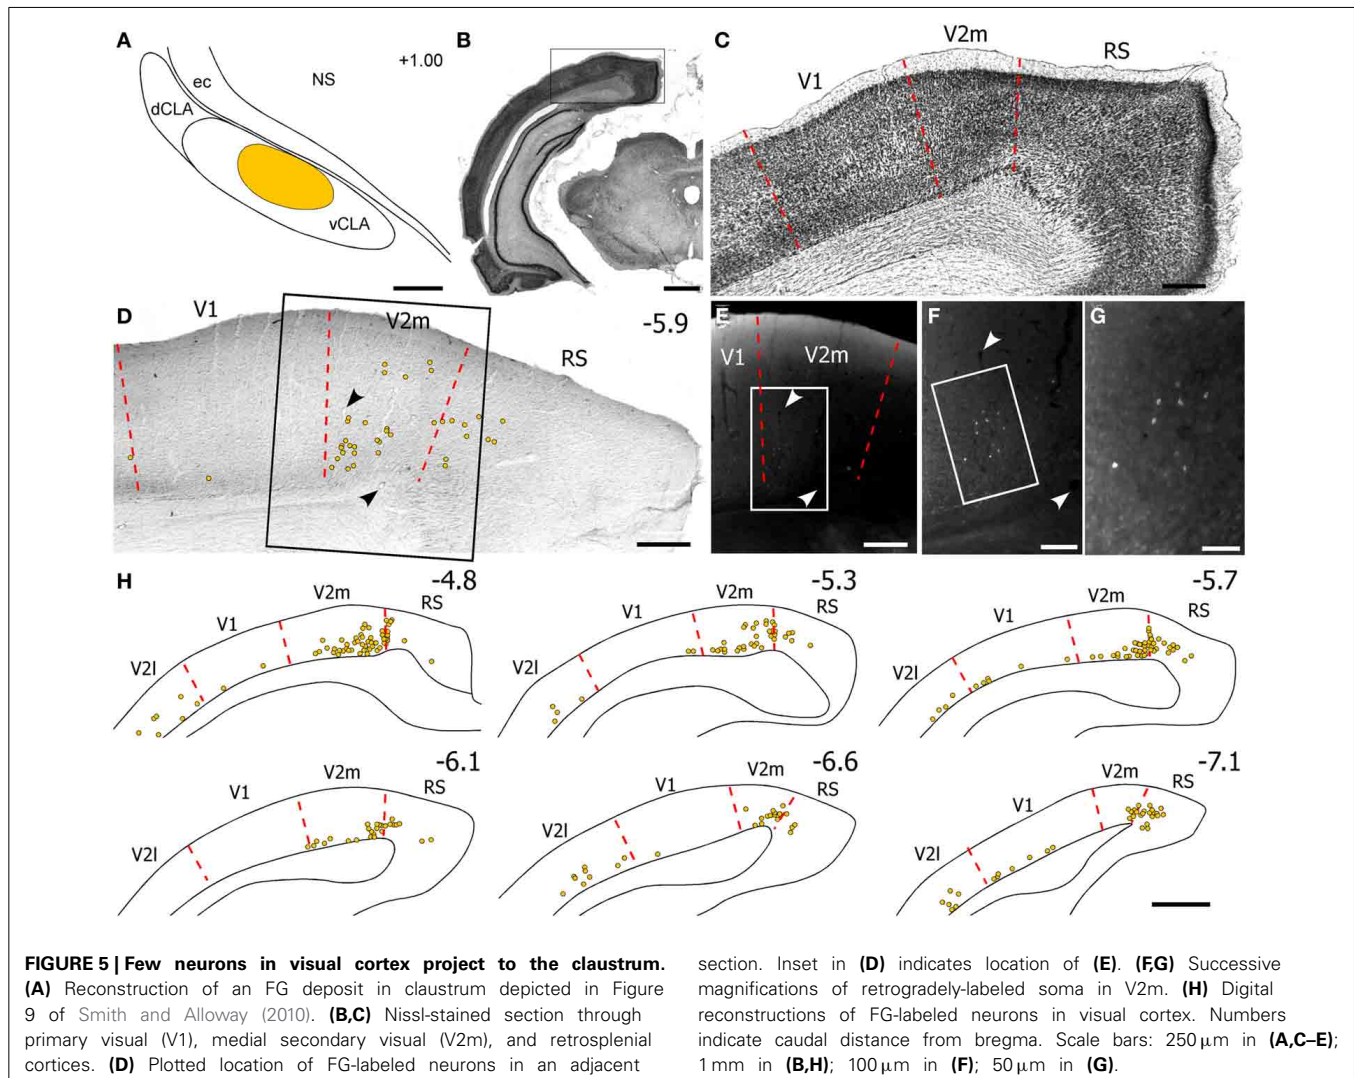 A
ec
NS
+1.00
dCLA
vCLA
B
C
V1
V2m
RS
D
V1
V2m
-5.9
RS
E
V1
V2m
F
G
H
-4.8
V2m
RS
V1
V2l
-5.3
V2m
RS
V1
V2l
-5.7
V2m
RS
V1
V2l
-6.1
V2m
RS
V1
V2l
-6.6
V2m
RS
V1
V2l
-7.1
V2m
RS
V1
V2l
FIGURE 5 | Few neurons in visual cortex project to the claustrum.
(A) Reconstruction of an FG deposit in claustrum depicted in Figure
9 of Smith and Alloway (2010). (B,C) Nissl-stained section through
primary visual (V1), medial secondary visual (V2m), and retrosplenial
cortices. (D) Plotted location of FG-labeled neurons in an adjacent
section. Inset in (D) indicates location of (E). (F,G) Successive
magnifications of retrogradely-labeled soma in V2m. (H) Digital
reconstructions of FG-labeled neurons in visual cortex. Numbers
indicate caudal distance from bregma. Scale bars: 250 μm in (A,C–E);
1 mm in (B,H); 100 μm in (F); 50 μm in (G).